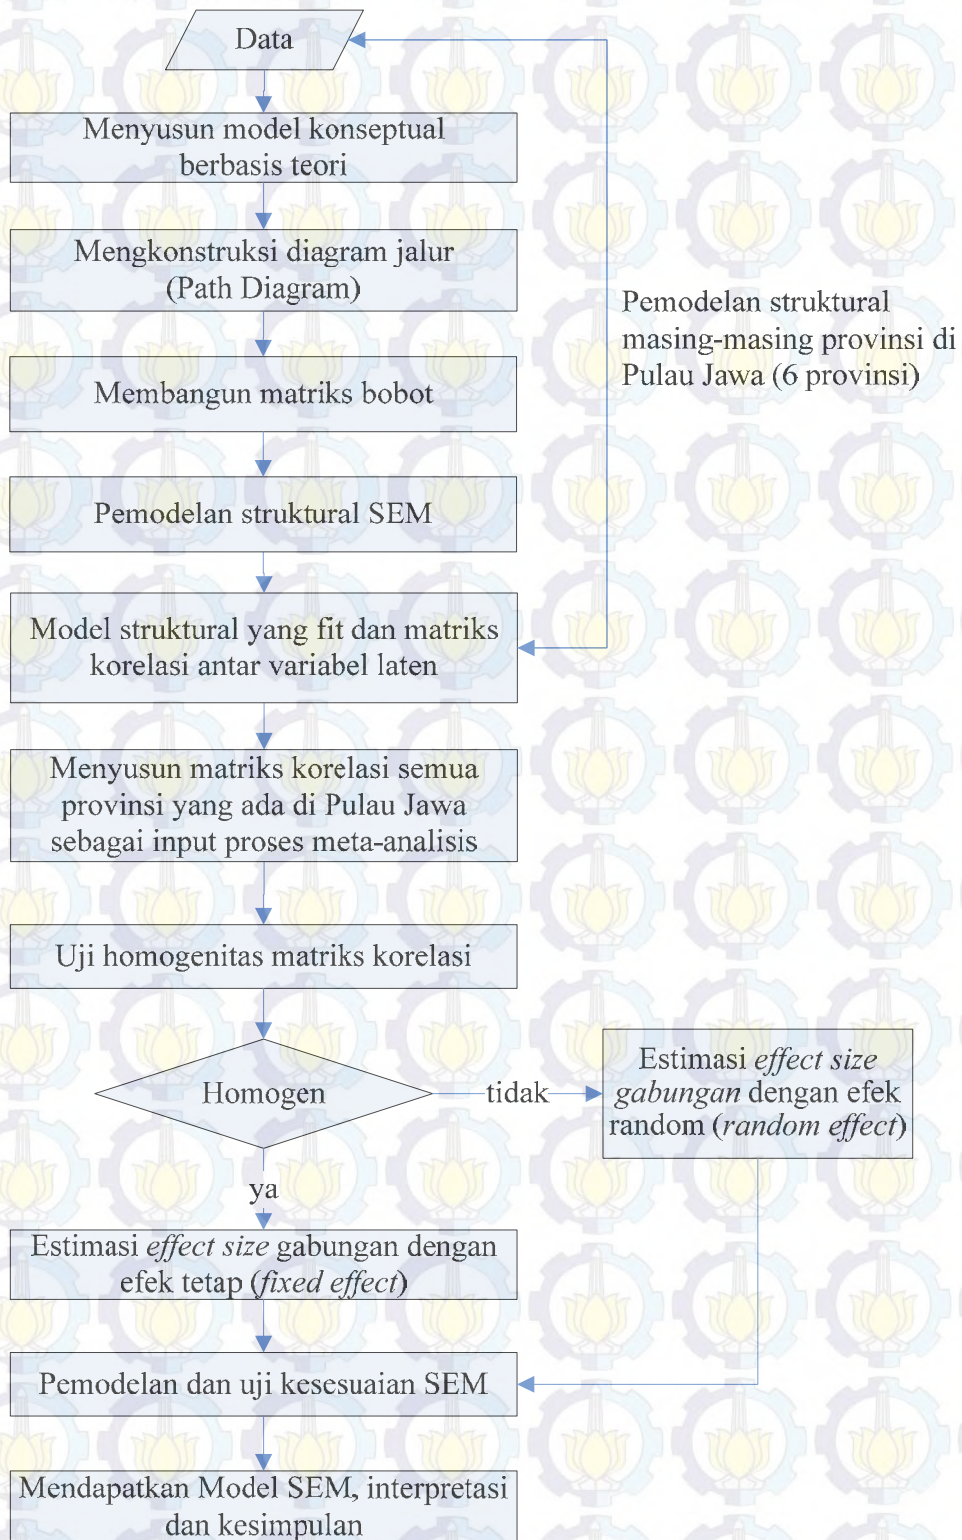 Data
Menyusun model konseptual
berbasis teori
Mengkonstruksi diagram jalur
(Path Diagram)
Membangun matriks bobot
Pemodelan struktural SEM
Model struktural yang fit dan matriks
korelasi antar variabel laten
Pemodelan struktural
masing-masing provinsi di
Pulau Jawa (6 provinsi)
Menyusun matriks korelasi semua
provinsi yang ada di Pulau Jawa
sebagai input proses meta-analisis
Uji homogenitas matriks korelasi
Homogen
tidak
Estimasi effect size
gabungan dengan efek
random (random effect)
ya
Estimasi effect size gabungan dengan
efek tetap (fixed effect)
Pemodelan dan uji kesesuaian SEM
Mendapatkan Model SEM, interpretasi
dan kesimpulan